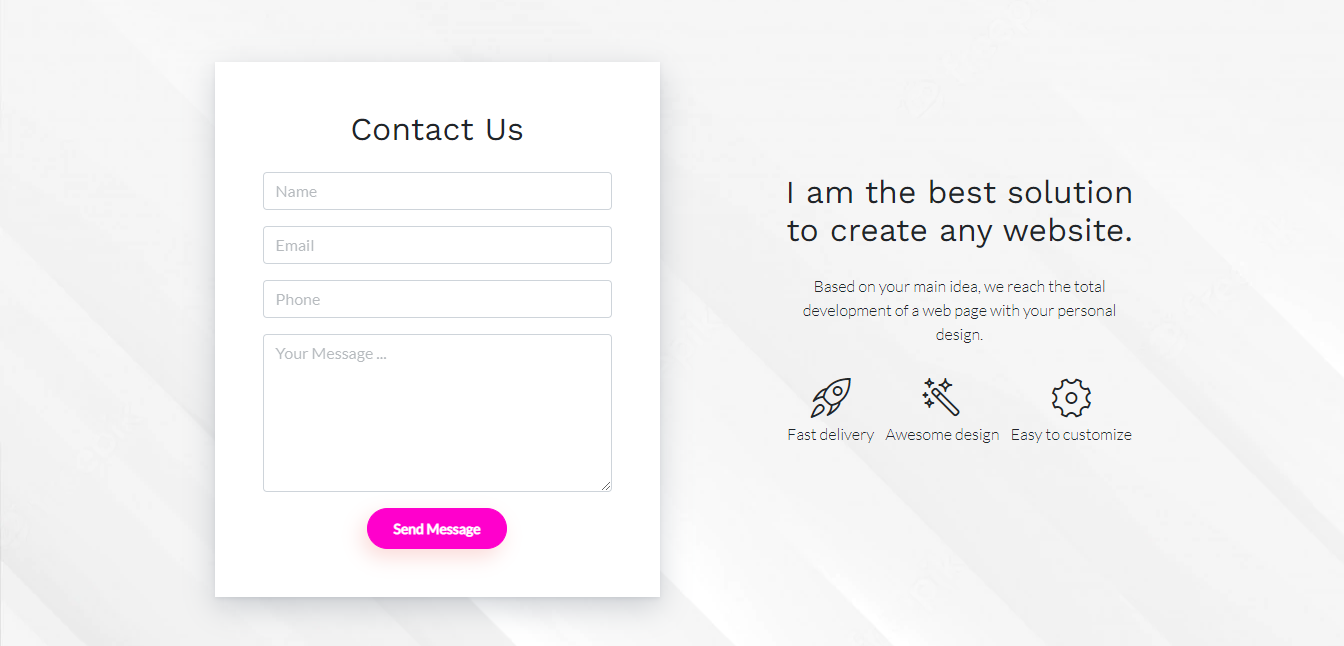 Contact Us
Name
Email
Phone
Your Message ...
Send Message
I am the best solution
to create any website.
Based on your main idea, we reach the total
development of a web page with your personal
design.
Fast delivery
Awesome design
Easy to customize